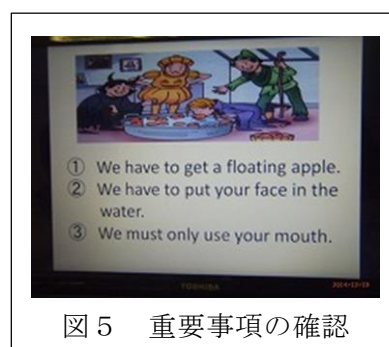 ① We have to get a floating apple.
② We have to put your face in the
water.
③ We must only use your mouth.
TOSHIBA
図5 重要事項の確認